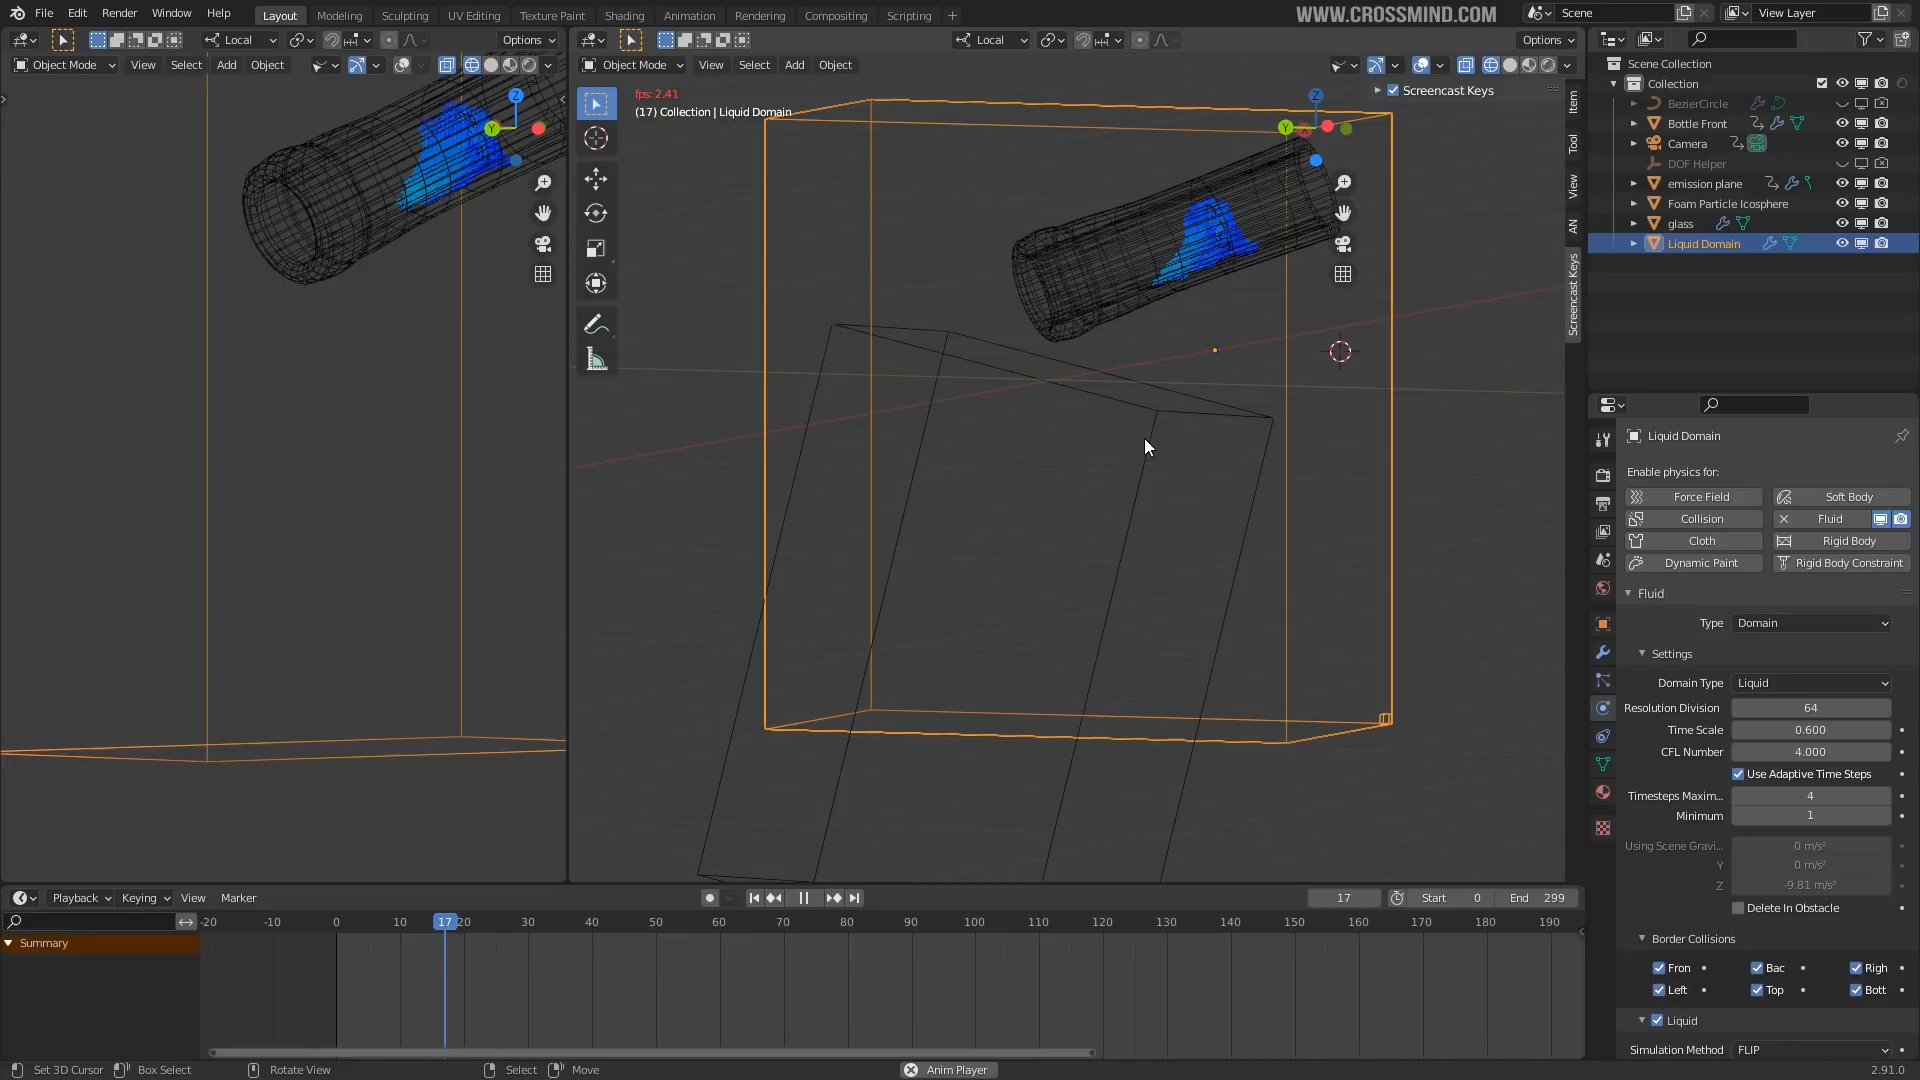 File Edit Render Window Help Layout Modeling Sculpting UV Editing Texture Paint Shading Animation Rendering Compositing Scripting + WWW.CROSSMIND.COM Scene View Layer
Local Options Local Options
Object Mode View Select Add Object Object Mode View Select Add Object
fps: 2.41
(17) Collection | Liquid Domain
Screencast Keys
Z
Y
Z
Y
Item
Tool
View
AN
Screencast Keys
Scene Collection
Collection
BezierCircle
Bottle Front
Camera
DOF Helper
emission plane
Foam Particle Icosphere
glass
Liquid Domain
Liquid Domain
Enable physics for:
Force Field Soft Body
Collision Fluid
Cloth Rigid Body
Dynamic Paint Rigid Body Constraint
Fluid
Type Domain
Settings
Domain Type Liquid
Resolution Division 64
Time Scale 0.600
CFL Number 4.000
Use Adaptive Time Steps
Timesteps Maxim... 4
Minimum 1
Using Scene Gravi... 0 m/s²
Y 0 m/s²
Z -9.81 m/s²
Delete In Obstacle
Border Collisions
Fron Bac Righ
Left Top Bott
Liquid
Simulation Method FLIP
Playback Keying View Marker 17 Start 0 End 299
-20 -10 0 10 17 20 30 40 50 60 70 80 90 100 110 120 130 140 150 160 170 180 190
Summary
Set 3D Cursor Box Select Rotate View Select Move Anim Player 2.91.0